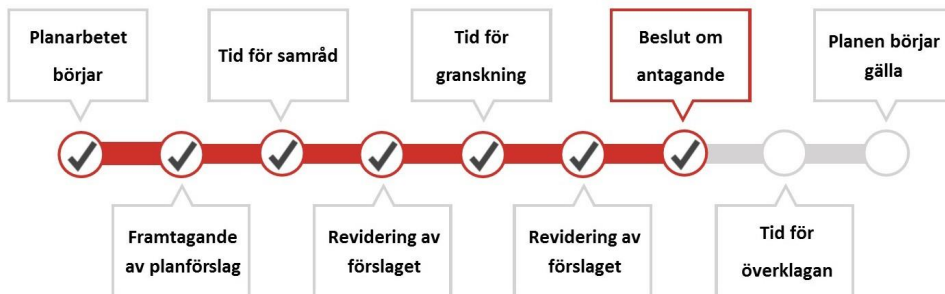 Planarbetet
börjar
Tid för samråd
Tid för
granskning
Beslut om
antagande
Planen börjar
gälla
Framtagande
av planförslag
Revidering av
förslaget
Revidering av
förslaget
Tid för
överklagan